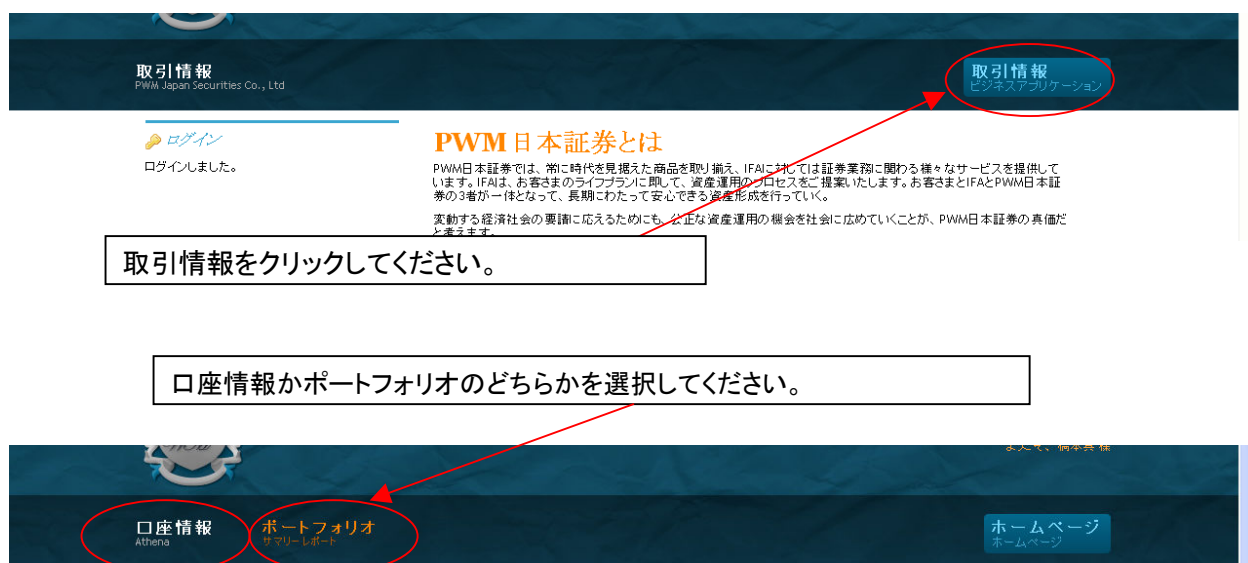 取引情報
PWM Japan Securities Co., Ltd
取引情報
ビジネスアプリケーション
ログイン
ログインしました。
PWM日本証券とは
PWM日本証券では、常に時代を見据えた商品を取り揃え、IFAに対しては証券業務に関わる様々なサービスを提供して
います。IFAは、お客さまのライフプランに即して、資産運用のプロセスをご提案いたします。お客さまとIFAとPWM日本証
券の3者が一体となって、長期にわたって安心できる資産形成を行っていく。
変動する経済社会の要請に応えるためにも、公正な資産運用の機会を社会に広めていくことが、PWM日本証券の真価だ
と考えます。
取引情報をクリックしてください。
口座情報かポートフォリオのどちらかを選択してください。
口座情報
Athena
ポートフォリオ
サマリーレポート
ホームページ
ホームページ